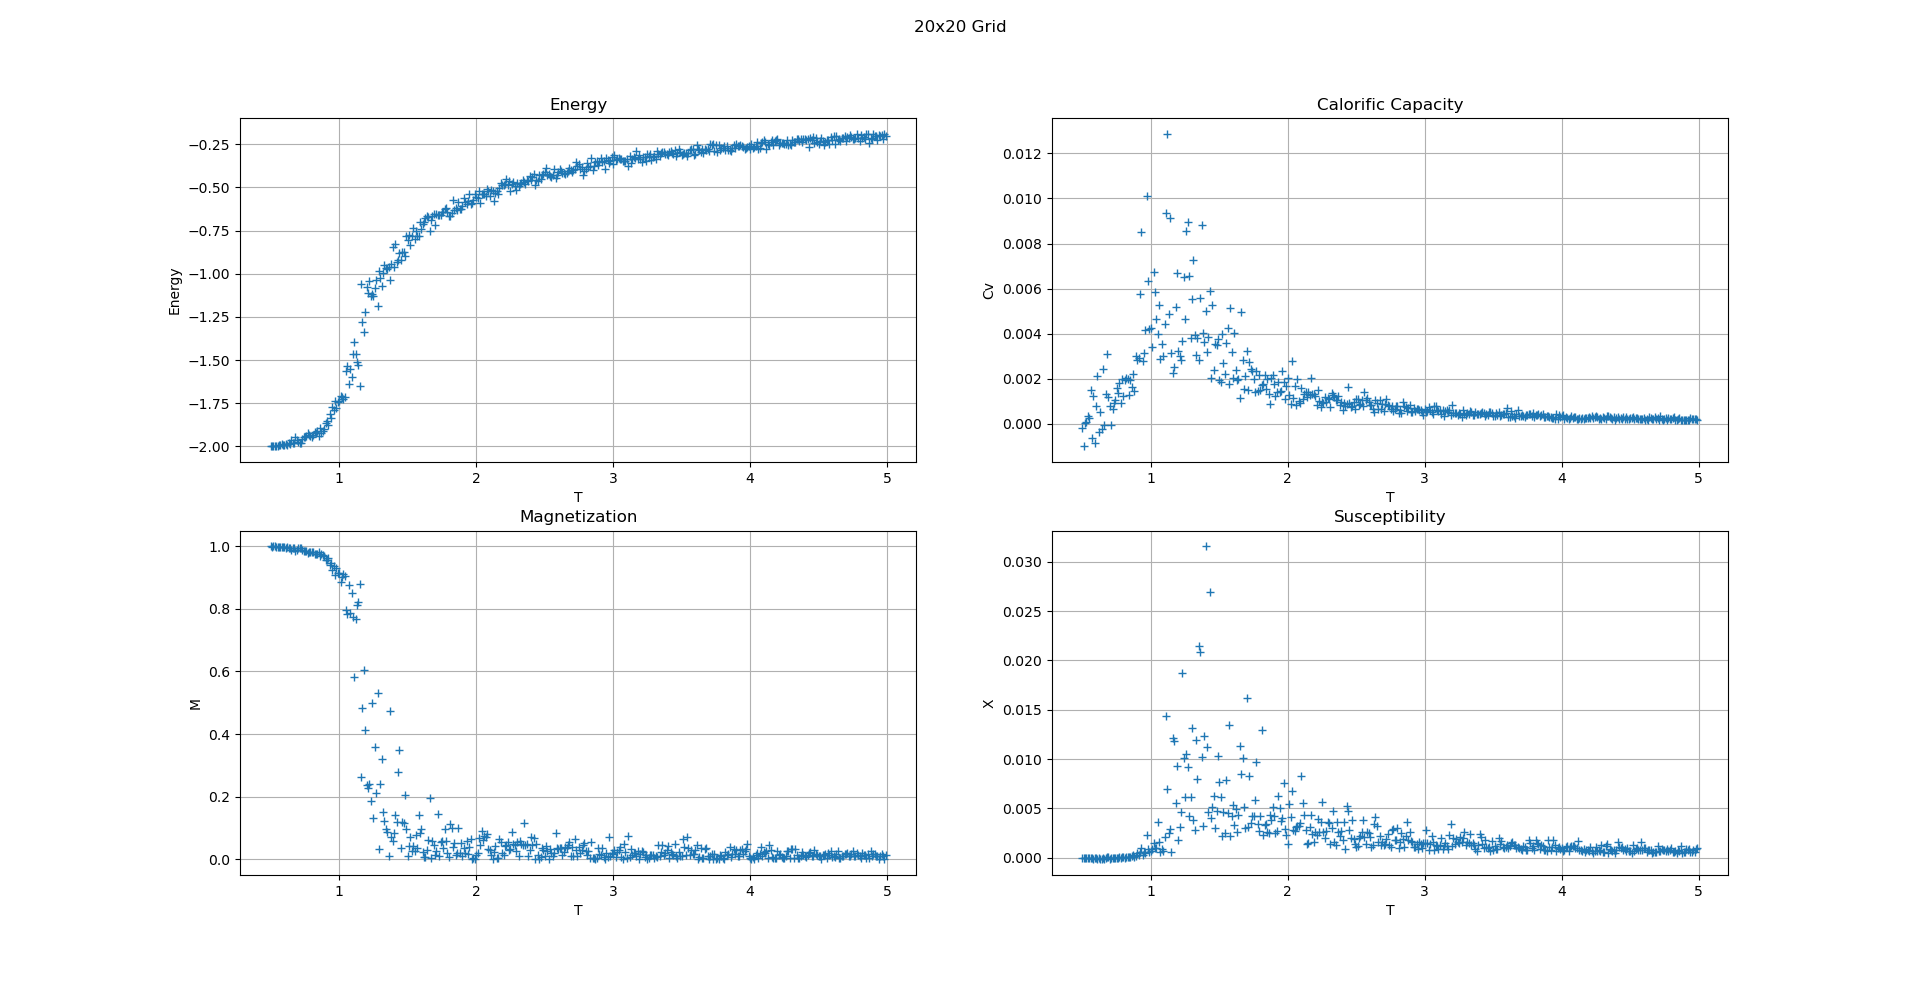 20x20 Grid
Energy
Energy
−0.25
−0.50
−0.75
−1.00
−1.25
−1.50
−1.75
−2.00
1 2 3 4 5
T
Calorific Capacity
Cv
0.012
0.010
0.008
0.006
0.004
0.002
0.000
1 2 3 4 5
T
Magnetization
M
1.0
0.8
0.6
0.4
0.2
0.0
1 2 3 4 5
T
Susceptibility
X
0.030
0.025
0.020
0.015
0.010
0.005
0.000
1 2 3 4 5
T